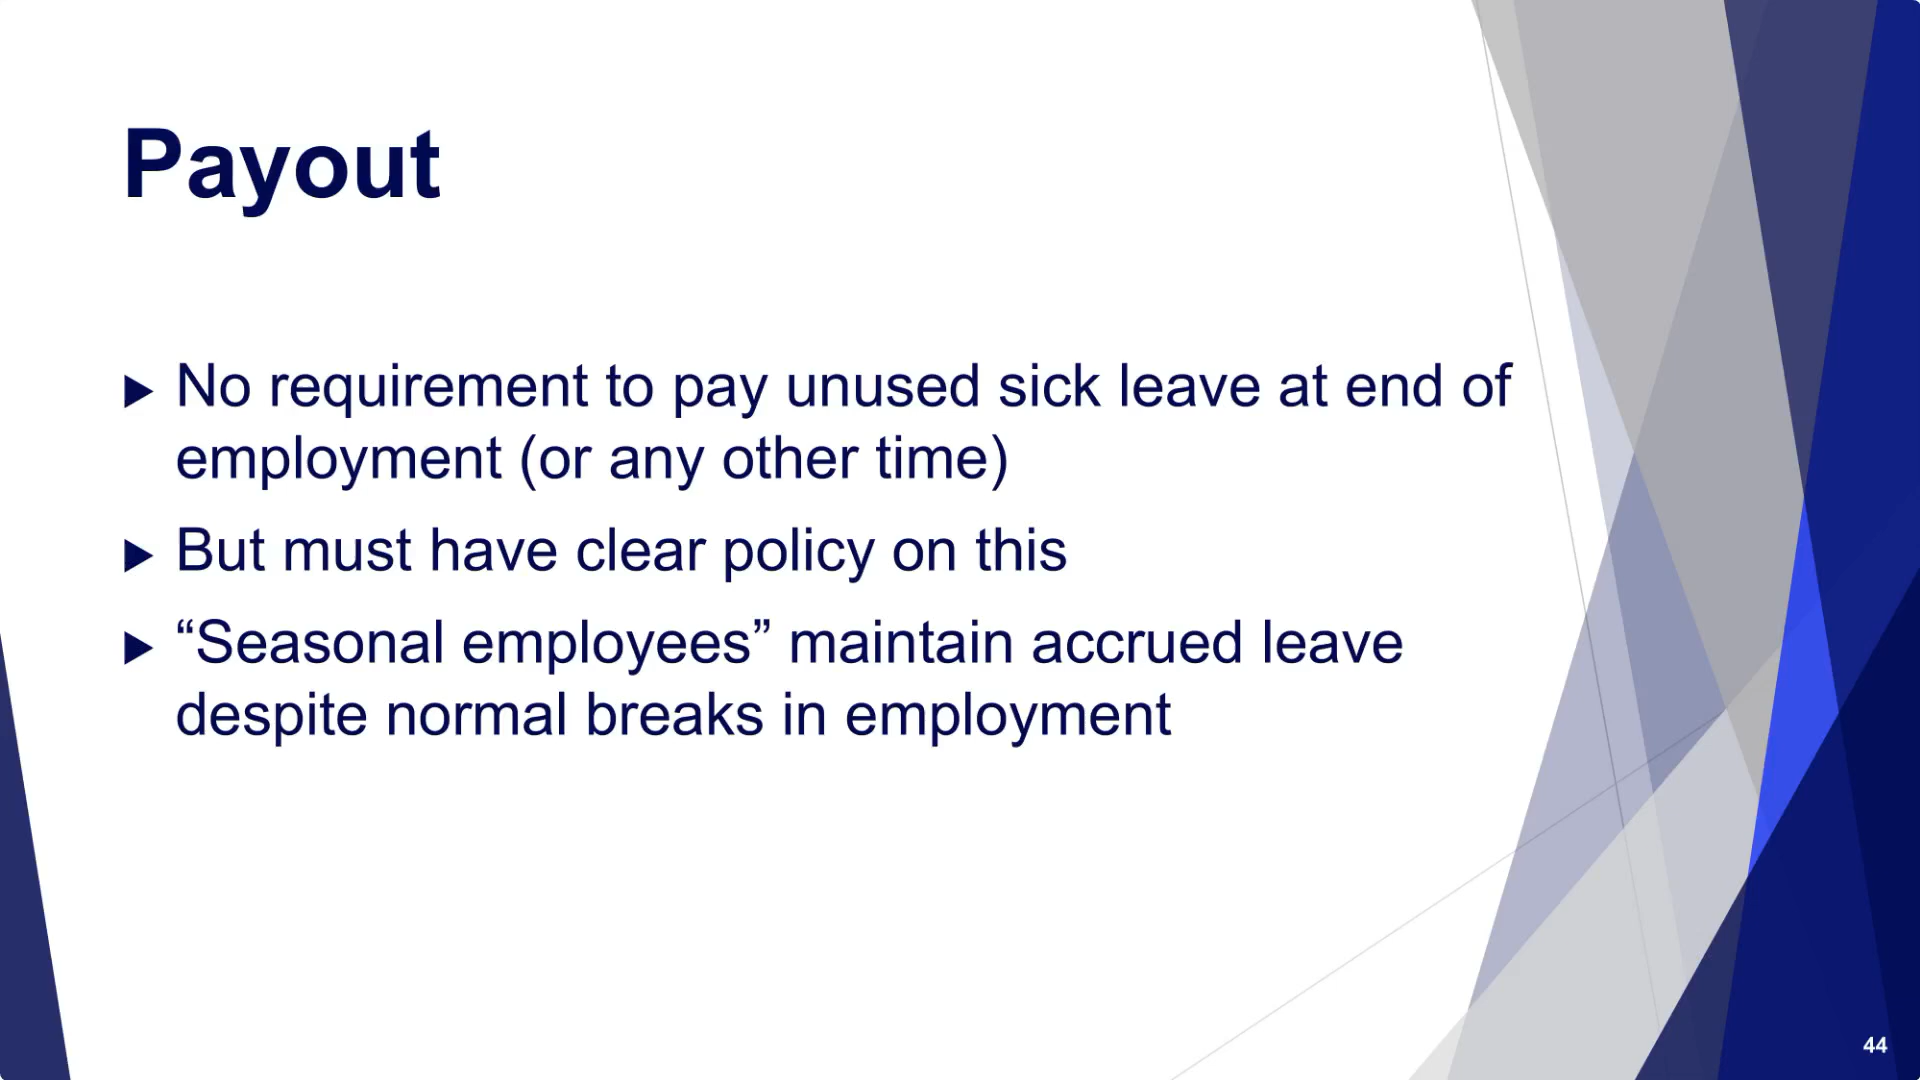 Payout
▶ No requirement to pay unused sick leave at end of
employment (or any other time)
▶ But must have clear policy on this
▶ “Seasonal employees” maintain accrued leave
despite normal breaks in employment
44